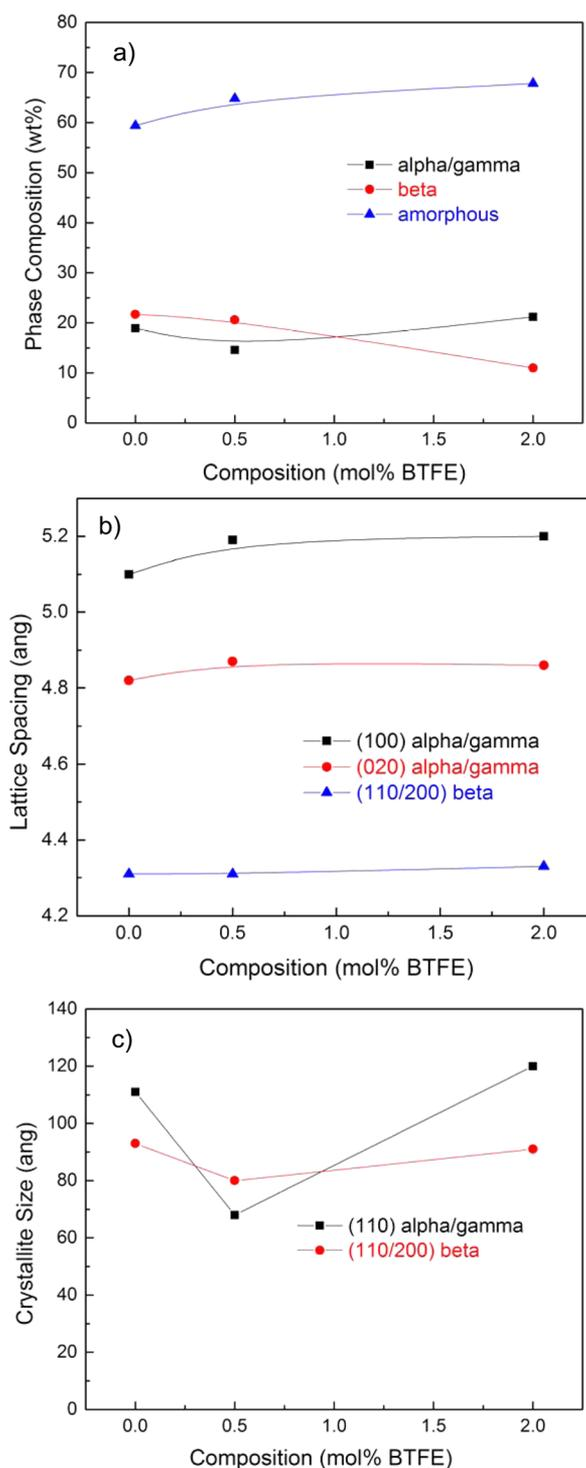 a)
80
70
60
50
40
30
20
10
0
Phase Composition (wt%)
alpha/gamma
beta
amorphous
0.0 0.5 1.0 1.5 2.0
Composition (mol% BTFE)
b)
5.2
5.0
4.8
4.6
4.4
4.2
Lattice Spacing (ang)
(100) alpha/gamma
(020) alpha/gamma
(110/200) beta
0.0 0.5 1.0 1.5 2.0
Composition (mol% BTFE)
c)
140
120
100
80
60
40
20
0
Crystallite Size (ang)
(110) alpha/gamma
(110/200) beta
0.0 0.5 1.0 1.5 2.0
Composition (mol% BTFE)